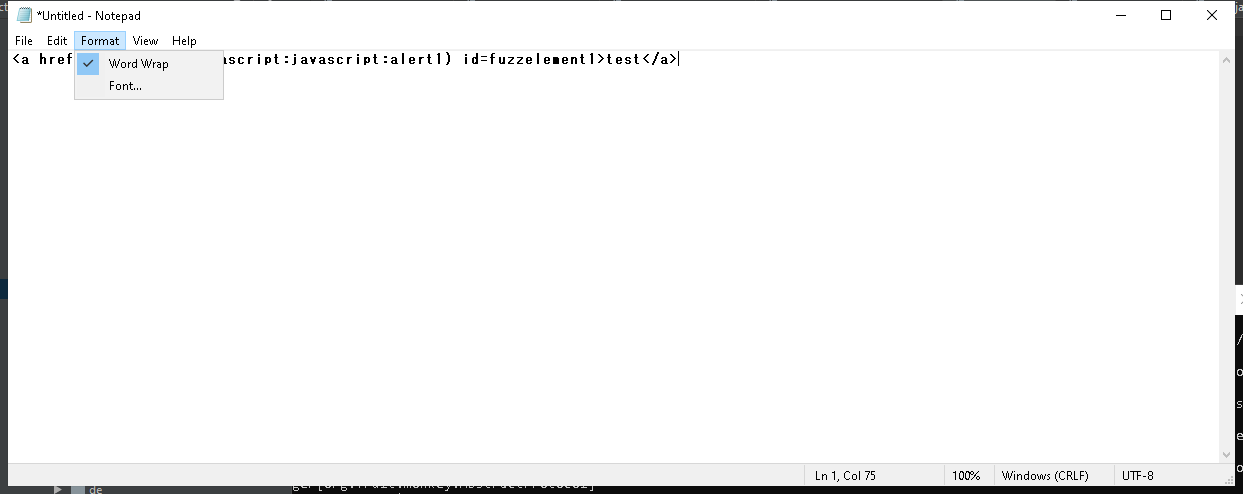 *Untitled - Notepad
File Edit Format View Help
<a href ascript:javascript:alert1) id=fuzzelement1>test</a>
Word Wrap
Font...
Ln 1, Col 75 100% Windows (CRLF) UTF-8
de